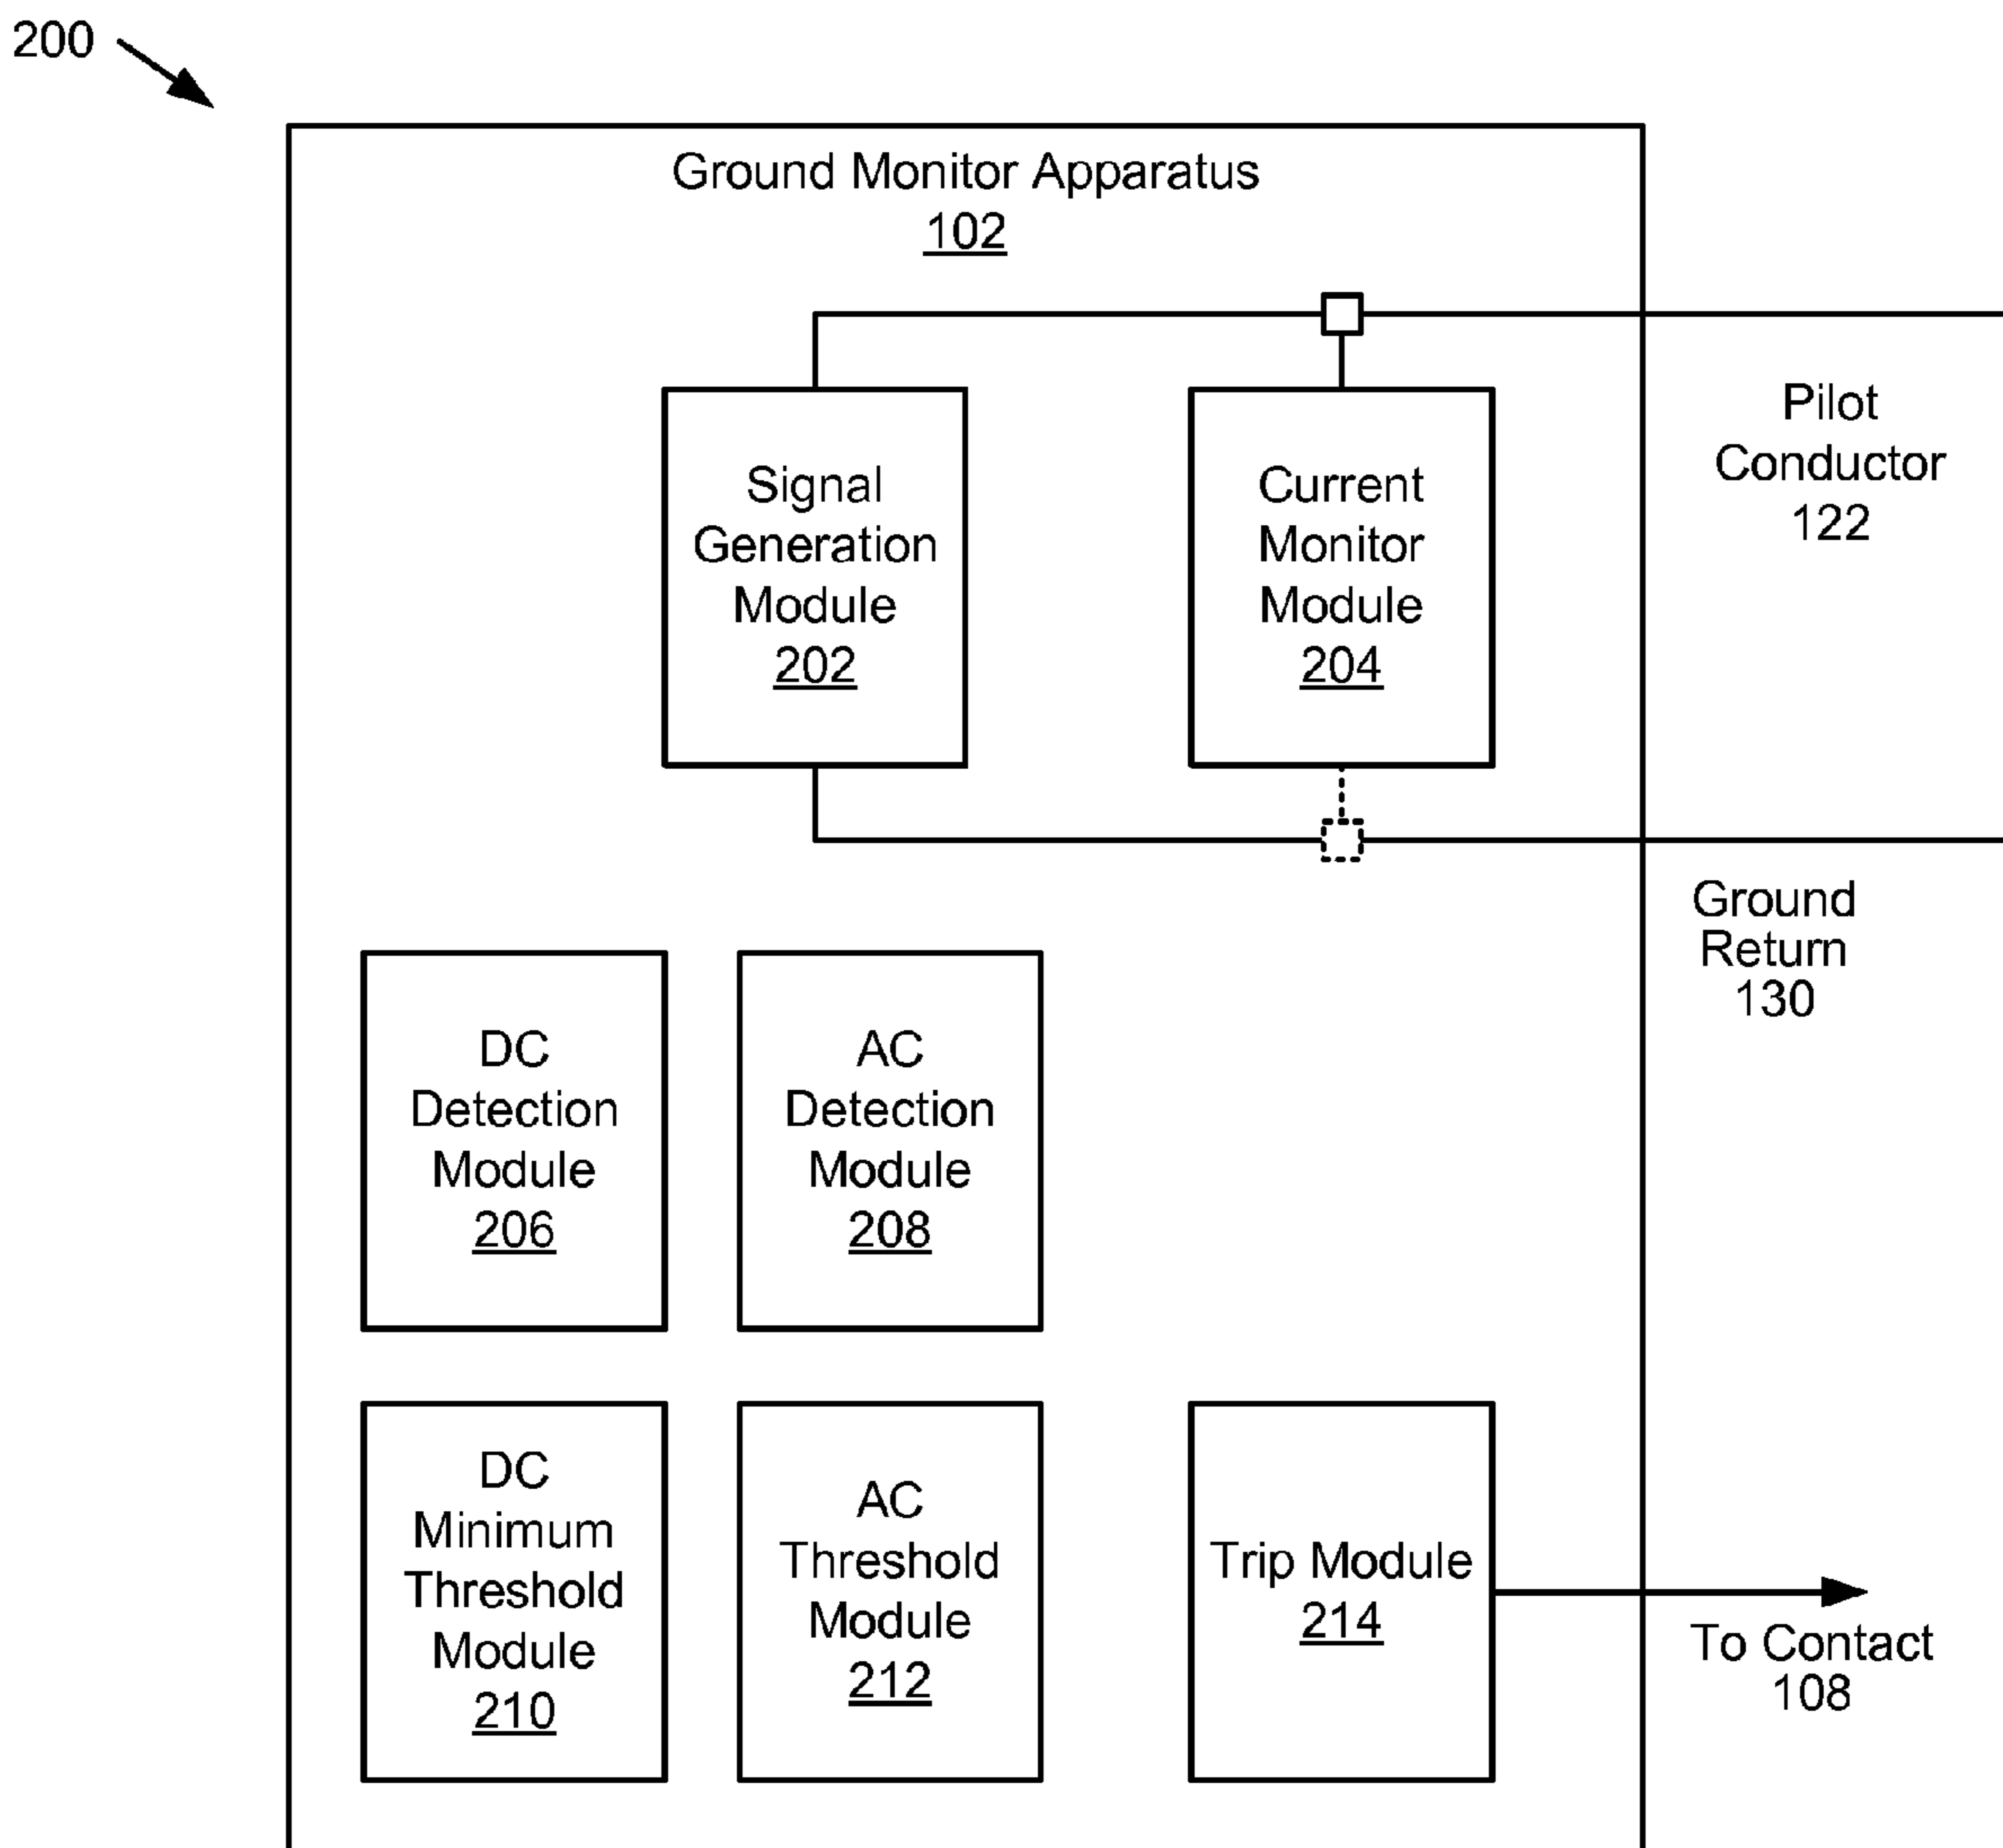 200
Ground Monitor Apparatus
102
Signal
Generation
Module
202
Current
Monitor
Module
204
Pilot
Conductor
122
Ground
Return
130
DC
Detection
Module
206
AC
Detection
Module
208
DC
Minimum
Threshold
Module
210
AC
Threshold
Module
212
Trip Module
214
To Contact
108